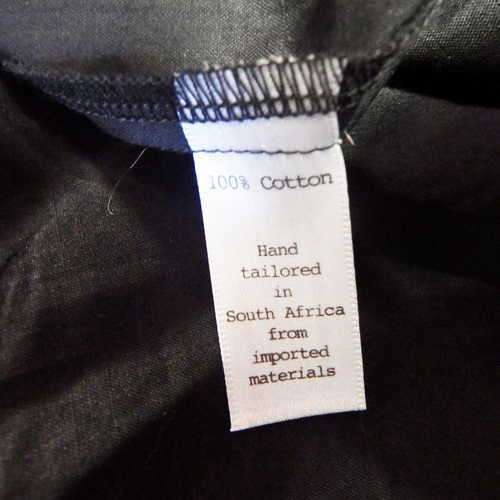 100% Cotton
Hand
tailored
in
South Africa
from
imported
materials